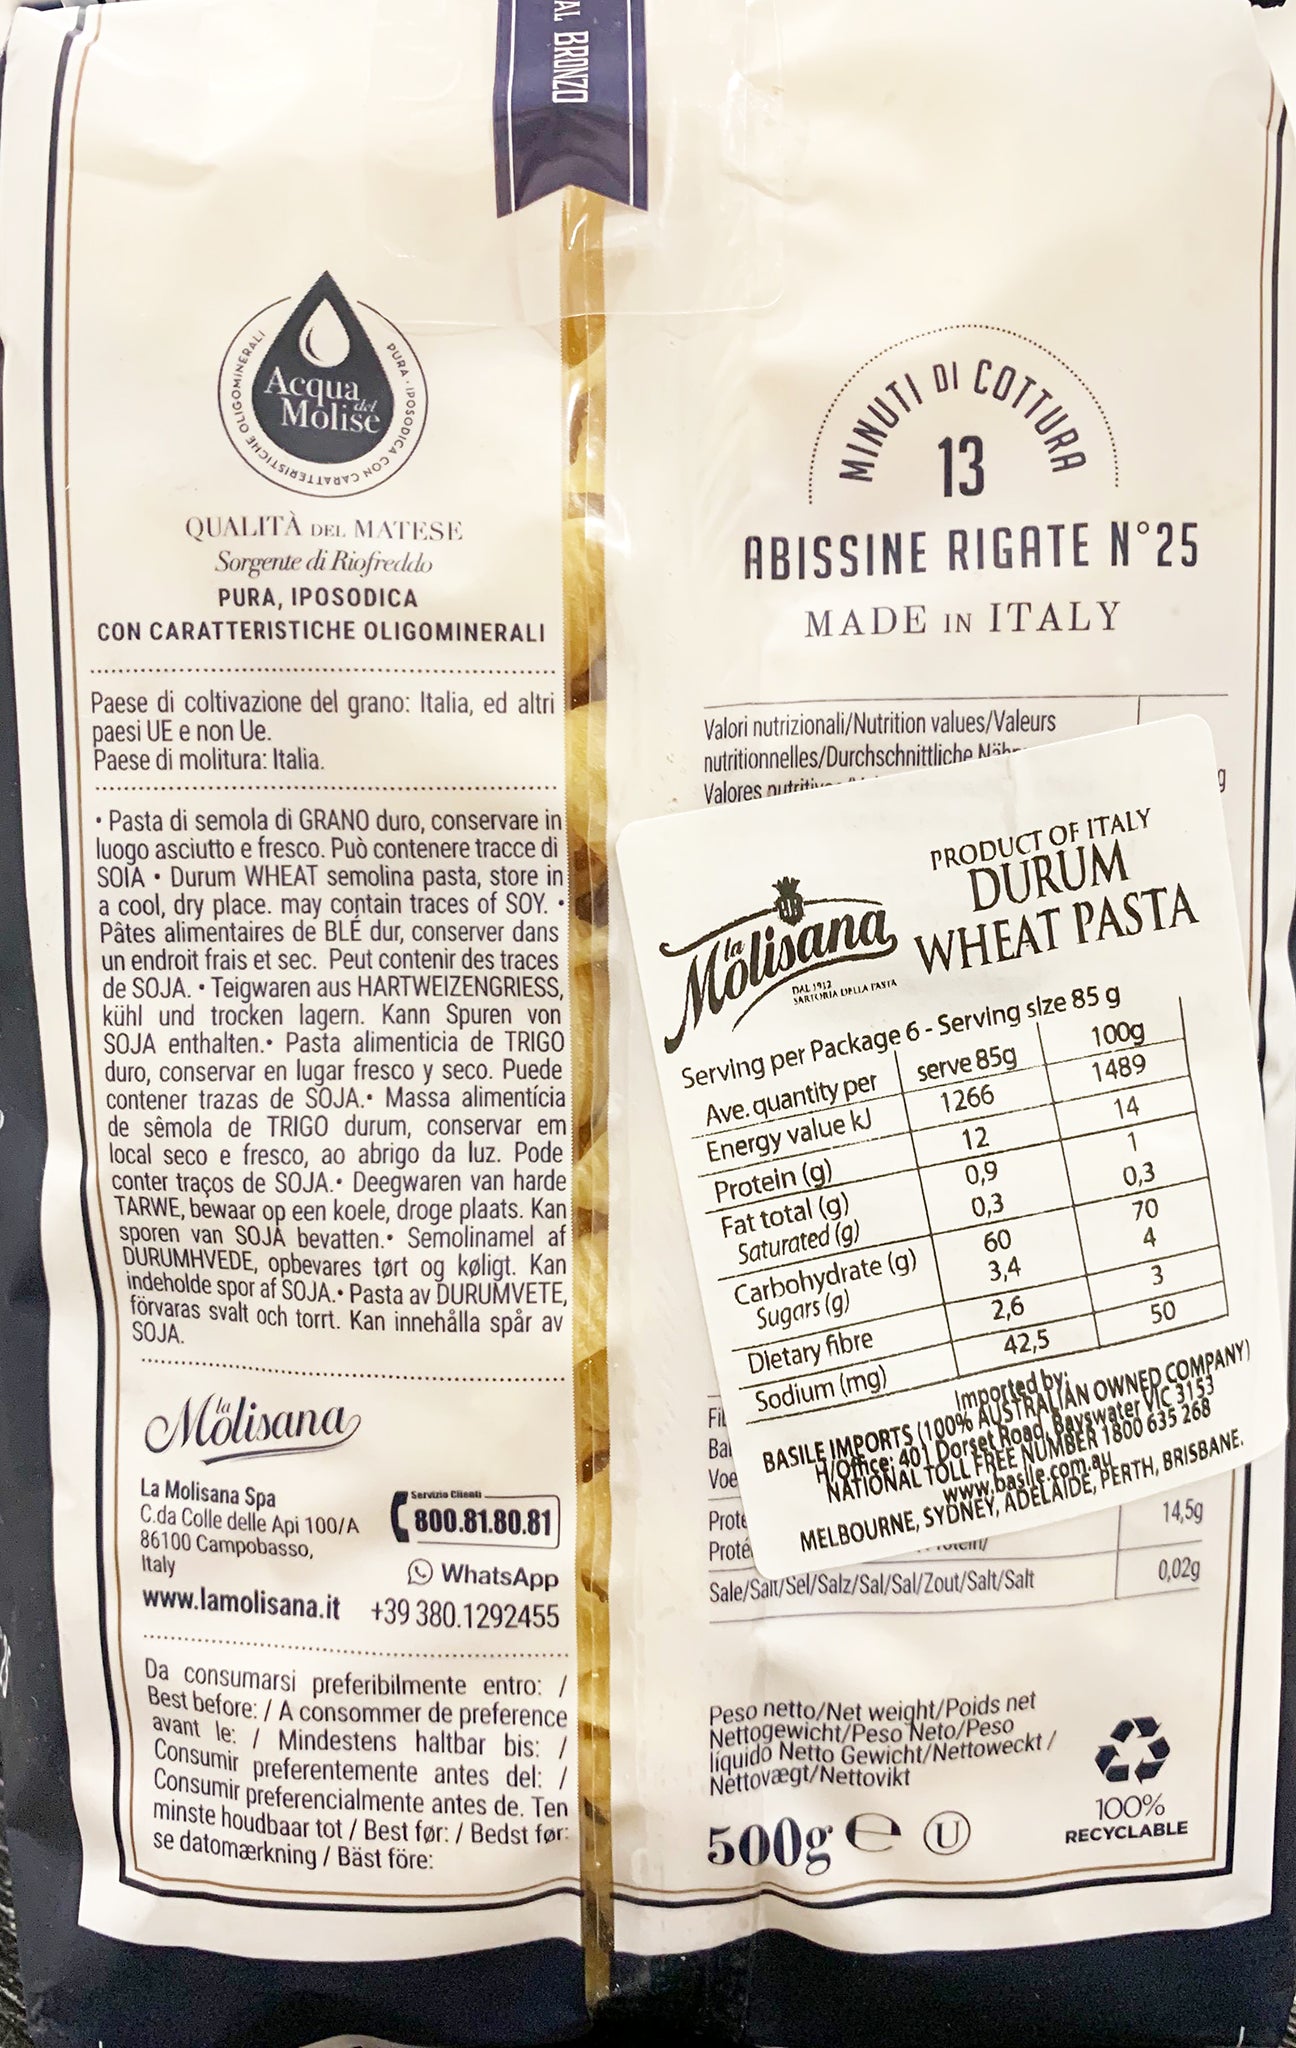 AL BRONZO
PURA · IPOSODICA CON CARATTERISTICHE OLIGOMINERALI
Acqua
del
Molise
QUALITÀ DEL MATESE
Sorgente di Riofreddo
PURA, IPOSODICA
CON CARATTERISTICHE OLIGOMINERALI
Paese di coltivazione del grano: Italia, ed altri
paesi UE e non Ue.
Paese di molitura: Italia.
• Pasta di semola di GRANO duro, conservare in
luogo asciutto e fresco. Può contenere tracce di
SOIA • Durum WHEAT semolina pasta, store in
a cool, dry place. may contain traces of SOY. •
Pâtes alimentaires de BLÉ dur, conserver dans
un endroit frais et sec. Peut contenir des traces
de SOJA. • Teigwaren aus HARTWEIZENGRIESS,
kühl und trocken lagern. Kann Spuren von
SOJA enthalten.• Pasta alimenticia de TRIGO
duro, conservar en lugar fresco y seco. Puede
contener trazas de SOJA.• Massa alimentícia
de sêmola de TRIGO durum, conservar em
local seco e fresco, ao abrigo da luz. Pode
conter traços de SOJA.• Deegwaren van harde
TARWE, bewaar op een koele, droge plaats. Kan
sporen van SOJA bevatten.• Semolinamel af
DURUMHVEDE, opbevares tørt og køligt. Kan
indeholde spor af SOJA.• Pasta av DURUMVETE,
förvaras svalt och torrt. Kan innehålla spår av
SOJA.
la Molisana
La Molisana Spa
C.da Colle delle Api 100/A
86100 Campobasso,
Italy
www.lamolisana.it
Servizio Clienti
800.81.80.81
WhatsApp
+39 380.1292455
Da consumarsi preferibilmente entro: /
Best before: / A consommer de preference
avant le: / Mindestens haltbar bis: /
Consumir preferentemente antes del: /
Consumir preferencialmente antes de. Ten
minste houdbaar tot / Best før: / Bedst før:
se datomærkning / Bäst före:
MINUTI DI COTTURA
13
ABISSINE RIGATE N°25
MADE IN ITALY
Valori nutrizionali/Nutrition values/Valeurs
nutritionnelles/Durchschnittliche
Valores
g
la Molisana
DAL 1912
SARTORIA DELLA PASTA
PRODUCT OF ITALY
DURUM
WHEAT PASTA
Serving per Package 6 - Serving size 85 g
Ave. quantity per serve 85g 100g
Energy value kJ 1266 1489
Protein (g) 12 14
Fat total (g) 0,9 1
Saturated (g) 0,3 0,3
Carbohydrate (g) 60 70
Sugars (g) 3,4 4
Dietary fibre 2,6 3
Sodium (mg) 42,5 50
Imported by:
BASILE IMPORTS (100% AUSTRALIAN OWNED COMPANY)
H/Office: 401 Dorset Road, Bayswater VIC 3153
NATIONAL TOLL FREE NUMBER 1800 635 268
www.basile.com.au
MELBOURNE, SYDNEY, ADELAIDE, PERTH, BRISBANE.
14,5g
Sale/Salt/Sel/Salz/Sal/Sal/Zout/Salt/Salt 0,02g
Peso netto/Net weight/Poids net
Nettogewicht/Peso Neto/Peso
líquido Netto Gewicht/Nettoweckt /
Nettovægt/Nettovikt
500g e U
100%
RECYCLABLE